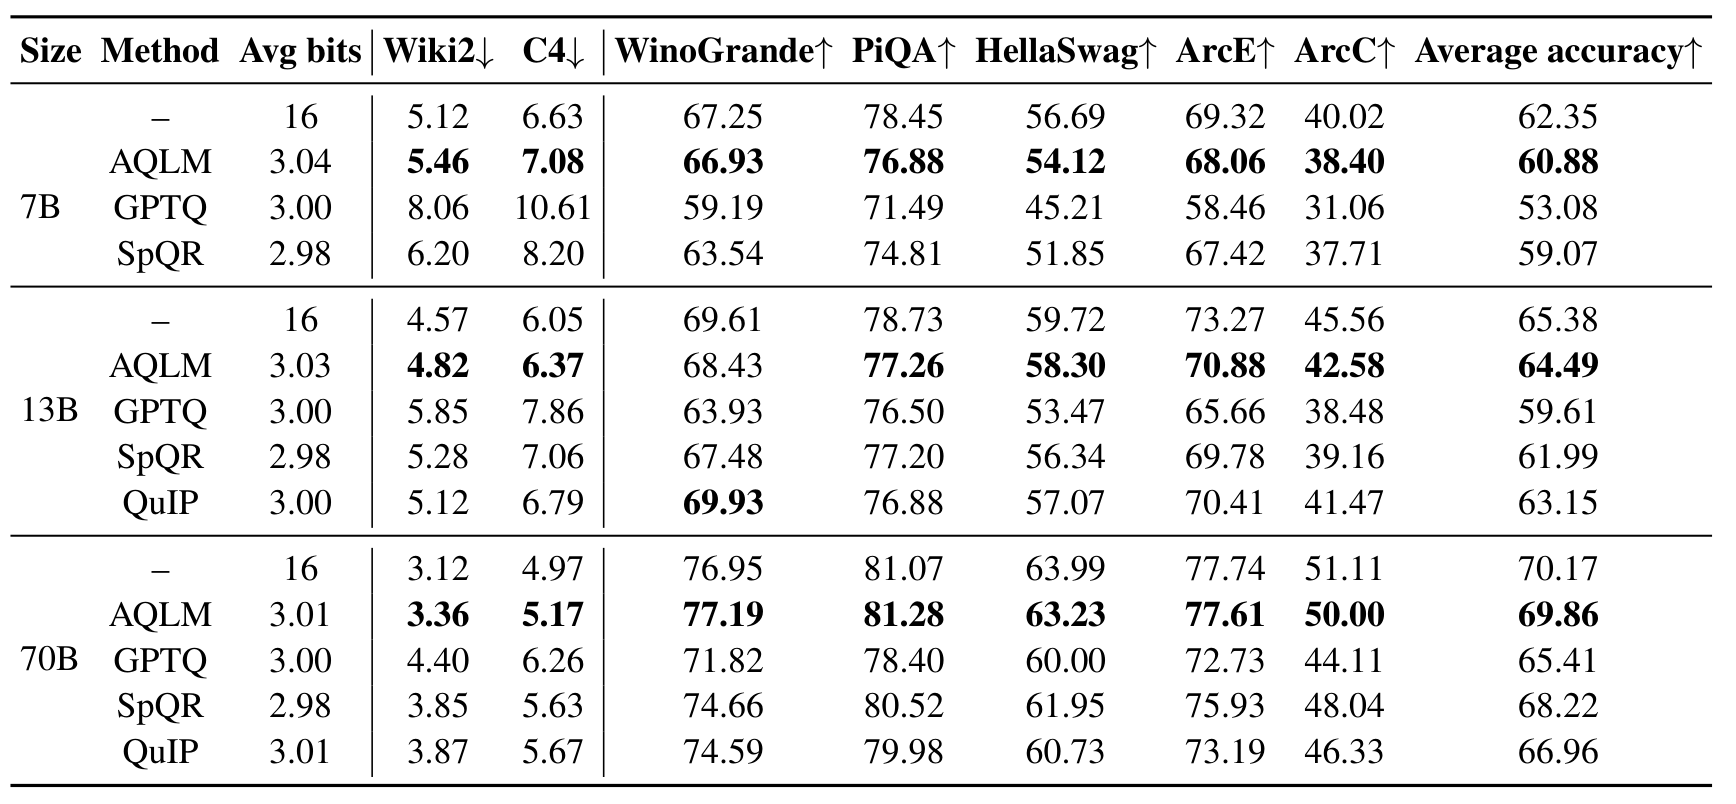 Size Method Avg bits Wiki2↓ C4↓ WinoGrande↑ PiQA↑ HellaSwag↑ ArcE↑ ArcC↑ Average accuracy↑
– 16 5.12 6.63 67.25 78.45 56.69 69.32 40.02 62.35
AQLM 3.04 5.46 7.08 66.93 76.88 54.12 68.06 38.40 60.88
7B GPTQ 3.00 8.06 10.61 59.19 71.49 45.21 58.46 31.06 53.08
SpQR 2.98 6.20 8.20 63.54 74.81 51.85 67.42 37.71 59.07
– 16 4.57 6.05 69.61 78.73 59.72 73.27 45.56 65.38
AQLM 3.03 4.82 6.37 68.43 77.26 58.30 70.88 42.58 64.49
13B GPTQ 3.00 5.85 7.86 63.93 76.50 53.47 65.66 38.48 59.61
SpQR 2.98 5.28 7.06 67.48 77.20 56.34 69.78 39.16 61.99
QuIP 3.00 5.12 6.79 69.93 76.88 57.07 70.41 41.47 63.15
– 16 3.12 4.97 76.95 81.07 63.99 77.74 51.11 70.17
AQLM 3.01 3.36 5.17 77.19 81.28 63.23 77.61 50.00 69.86
70B GPTQ 3.00 4.40 6.26 71.82 78.40 60.00 72.73 44.11 65.41
SpQR 2.98 3.85 5.63 74.66 80.52 61.95 75.93 48.04 68.22
QuIP 3.01 3.87 5.67 74.59 79.98 60.73 73.19 46.33 66.96